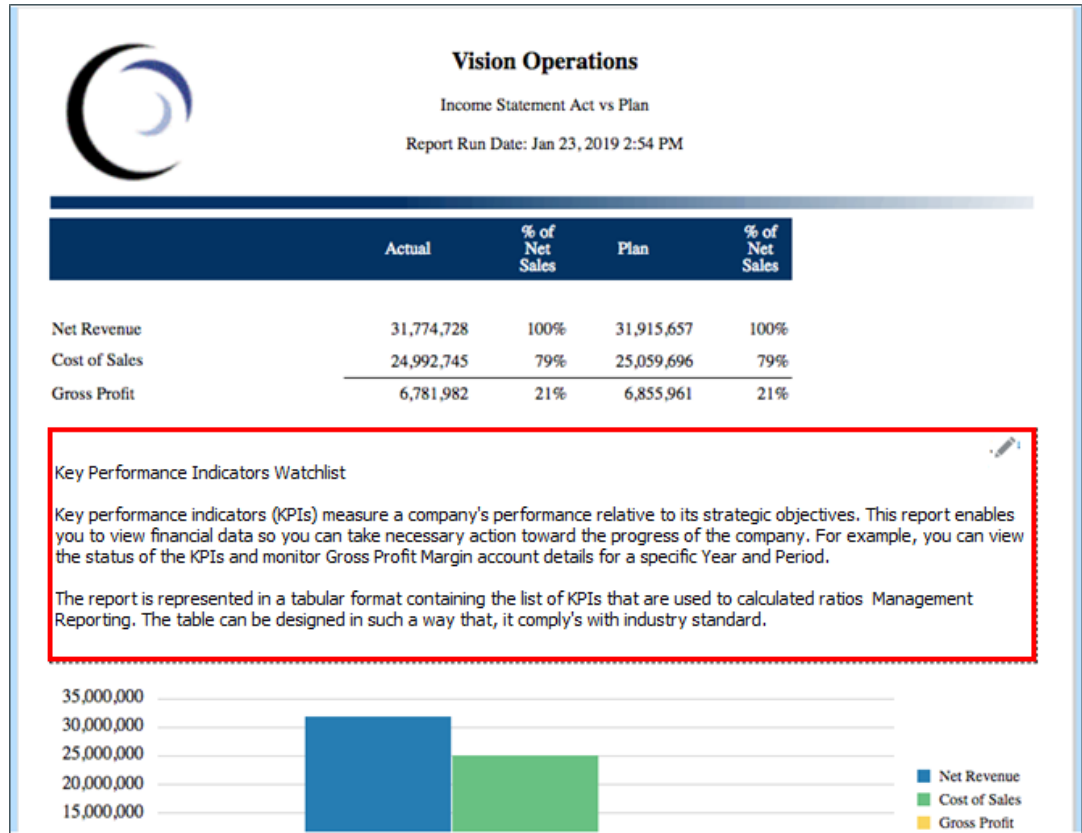 Vision Operations
Income Statement Act vs Plan
Report Run Date: Jan 23, 2019 2:54 PM
Actual % of Net Sales Plan % of Net Sales
Net Revenue 31,774,728 100% 31,915,657 100%
Cost of Sales 24,992,745 79% 25,059,696 79%
Gross Profit 6,781,982 21% 6,855,961 21%
Key Performance Indicators Watchlist
Key performance indicators (KPIs) measure a company's performance relative to its strategic objectives. This report enables
you to view financial data so you can take necessary action toward the progress of the company. For example, you can view
the status of the KPIs and monitor Gross Profit Margin account details for a specific Year and Period.
The report is represented in a tabular format containing the list of KPIs that are used to calculated ratios Management
Reporting. The table can be designed in such a way that, it comply's with industry standard.
35,000,000
30,000,000
25,000,000
20,000,000
15,000,000
Net Revenue
Cost of Sales
Gross Profit